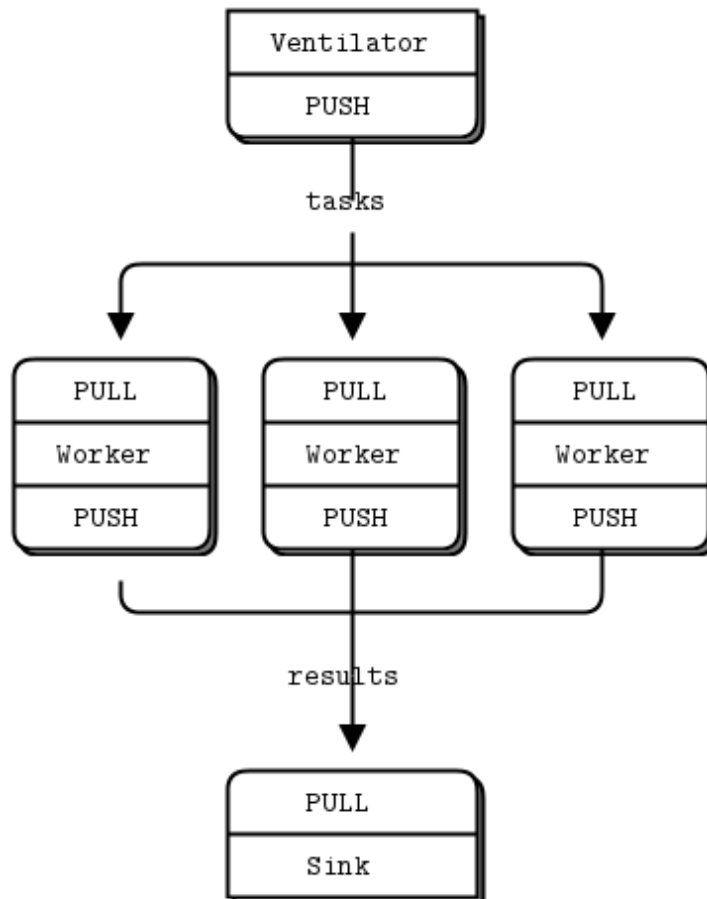 Ventilator
PUSH
tasks
PULL PULL PULL
Worker Worker Worker
PUSH PUSH PUSH
results
PULL
Sink